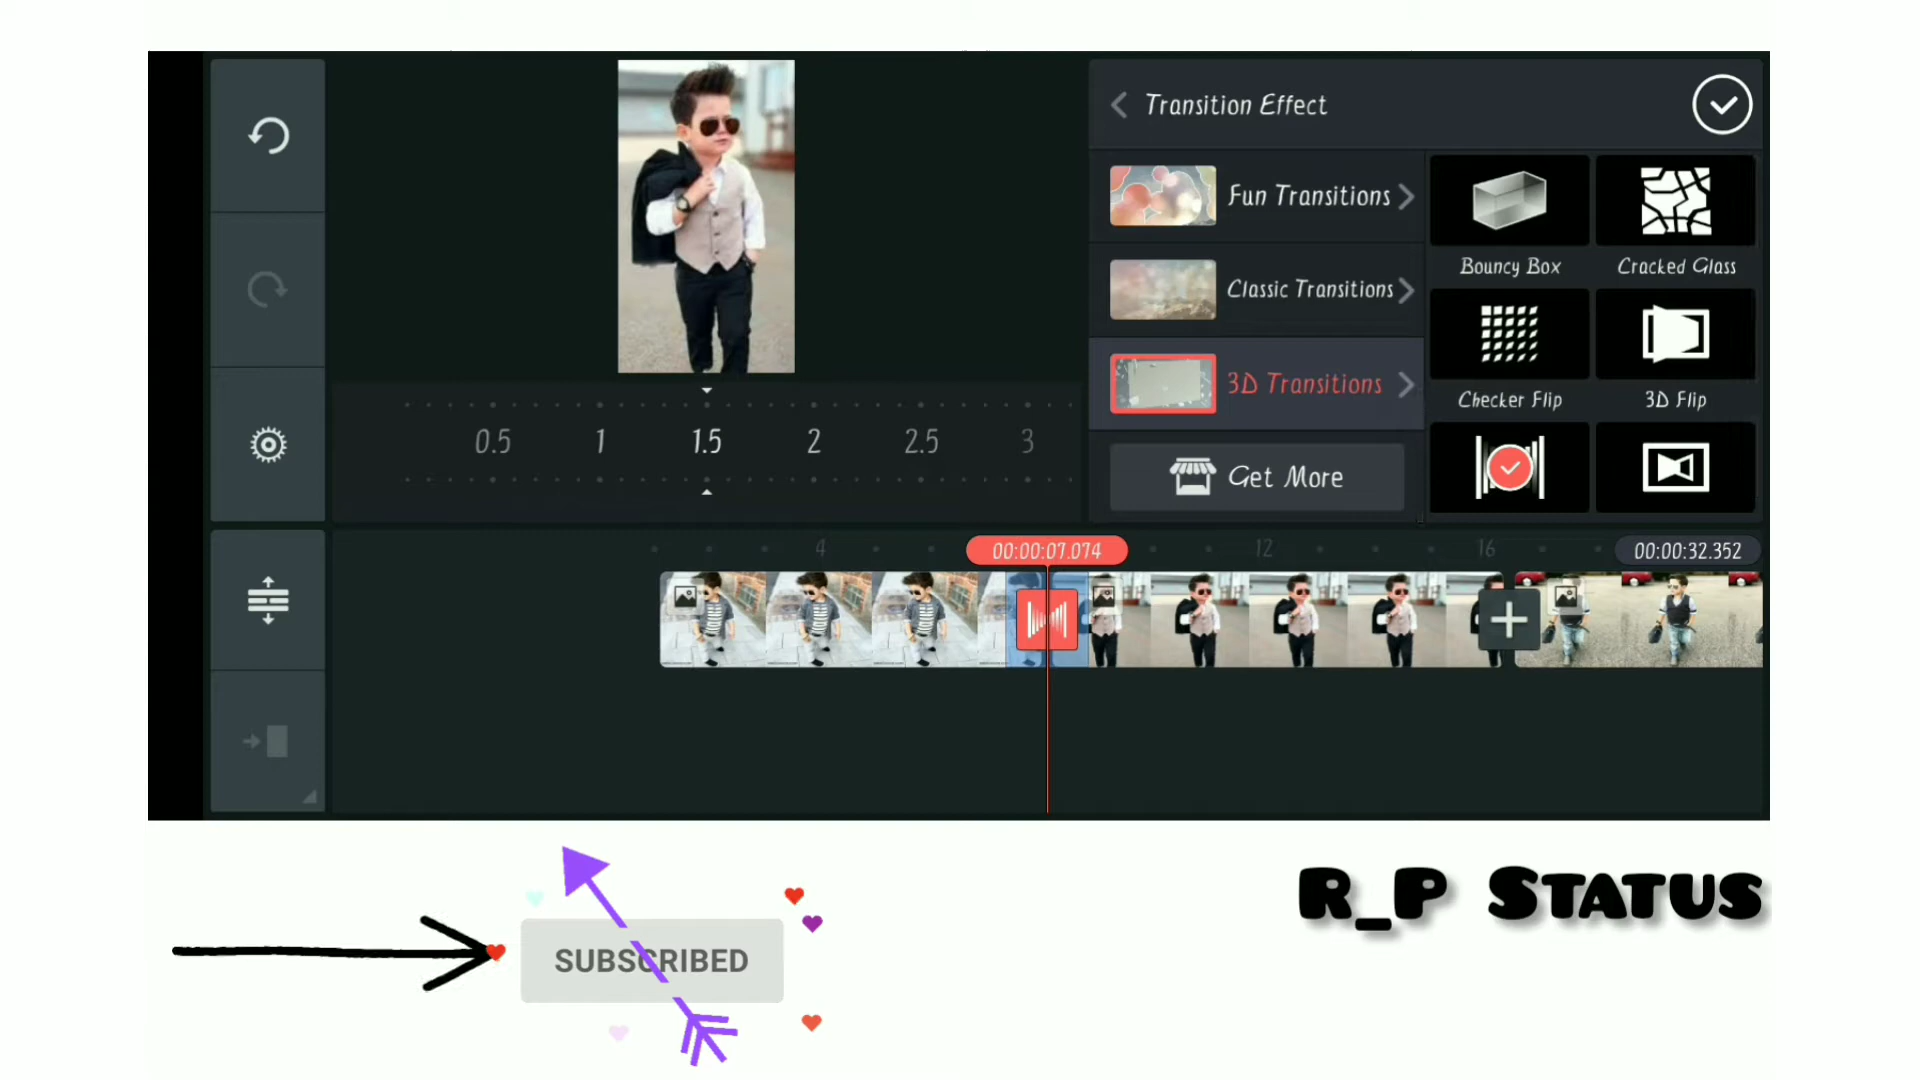 Transition Effect
Fun Transitions
Classic Transitions
3D Transitions
Get More
Bouncy Box
Cracked Glass
Checker Flip
3D Flip
0.5 1 1.5 2 2.5 3
4 00:00:07.074 12 16 00:00:32.352
SUBSCRIBED
R_P STATUS